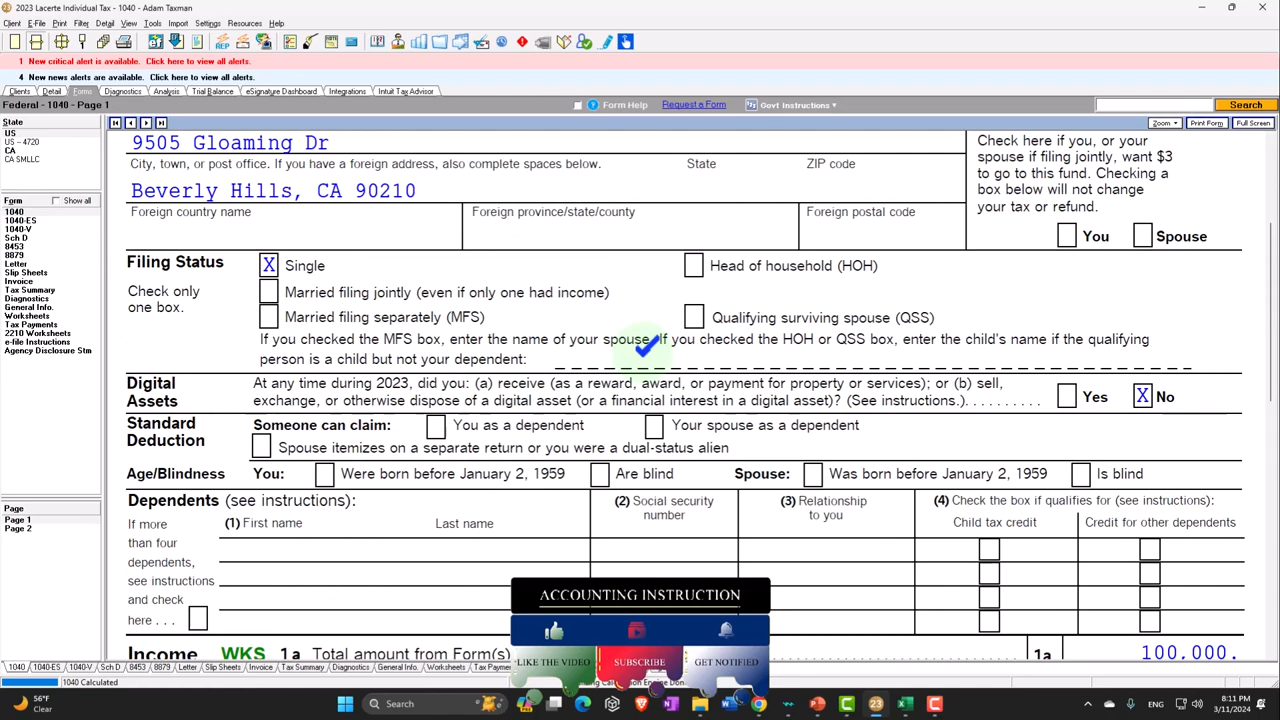 2023 Lacerte Individual Tax - 1040 - Adam Taxman
Client E-File Print Filter Detail View Tools Import Settings Resources Help
1 New critical alert is available. Click here to view all alerts.
4 New news alerts are available. Click here to view all alerts.
Clients Detail Forms Diagnostics Analysis Trial Balance eSignature Dashboard Integrations Intuit Tax Advisor
Federal - 1040 - Page 1
Form Help Request a Form Govt Instructions Search
State
US
US - 4720
CA
CA SMLLC
Form Show all
1040
1040-ES
1040-V
Sch D
8453
8879
Letter
Slip Sheets
Invoice
Tax Summary
Diagnostics
General Info.
Worksheets
Tax Payments
2210 Worksheets
e-file Instructions
Agency Disclosure Stm
Page
Page 1
Page 2
Zoom Print Form Full Screen
9505 Gloaming Dr
City, town, or post office. If you have a foreign address, also complete spaces below. State ZIP code
Beverly Hills, CA 90210
Foreign country name Foreign province/state/county Foreign postal code
Check here if you, or your
spouse if filing jointly, want $3
to go to this fund. Checking a
box below will not change
your tax or refund.
You Spouse
Filing Status X Single Head of household (HOH)
Check only
one box.
Married filing jointly (even if only one had income)
Married filing separately (MFS) Qualifying surviving spouse (QSS)
If you checked the MFS box, enter the name of your spouse. If you checked the HOH or QSS box, enter the child's name if the qualifying
person is a child but not your dependent:
Digital
Assets
At any time during 2023, did you: (a) receive (as a reward, award, or payment for property or services); or (b) sell,
exchange, or otherwise dispose of a digital asset (or a financial interest in a digital asset)? (See instructions.). . . . . . . . . . Yes X No
Standard
Deduction
Someone can claim: You as a dependent Your spouse as a dependent
Spouse itemizes on a separate return or you were a dual-status alien
Age/Blindness You: Were born before January 2, 1959 Are blind Spouse: Was born before January 2, 1959 Is blind
Dependents (see instructions): (2) Social security
number (3) Relationship
to you (4) Check the box if qualifies for (see instructions):
(1) First name Last name Child tax credit Credit for other dependents
If more
than four
dependents,
see instructions
and check
here . . .
Income WKS 1a Total amount from Form(s) 1a 100,000.
ACCOUNTING INSTRUCTION
LIKE THE VIDEO SUBSCRIBE GET NOTIFIED
1040 1040-ES 1040-V Sch D 8453 8879 Letter Slip Sheets Invoice Tax Summary Diagnostics General Info. Worksheets Tax Paymen
1040 Calculated
56°F
Clear
Search
ENG
8:11 PM
3/11/2024